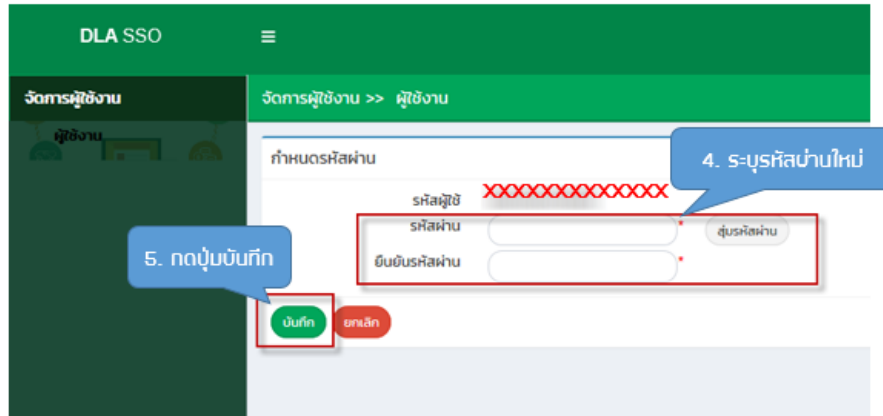 DLA SSO
จัดการผู้ใช้งาน
จัดการผู้ใช้งาน >> ผู้ใช้งาน
ผู้ใช้งาน
กำหนดรหัสผ่าน
4. ระบุรหัสผ่านใหม่
รหัสผู้ใช้ XXXXXXXXXXXXX
รหัสผ่าน * สุ่มรหัสผ่าน
5. กดปุ่มบันทึก
ยืนยันรหัสผ่าน *
บันทึก ยกเลิก